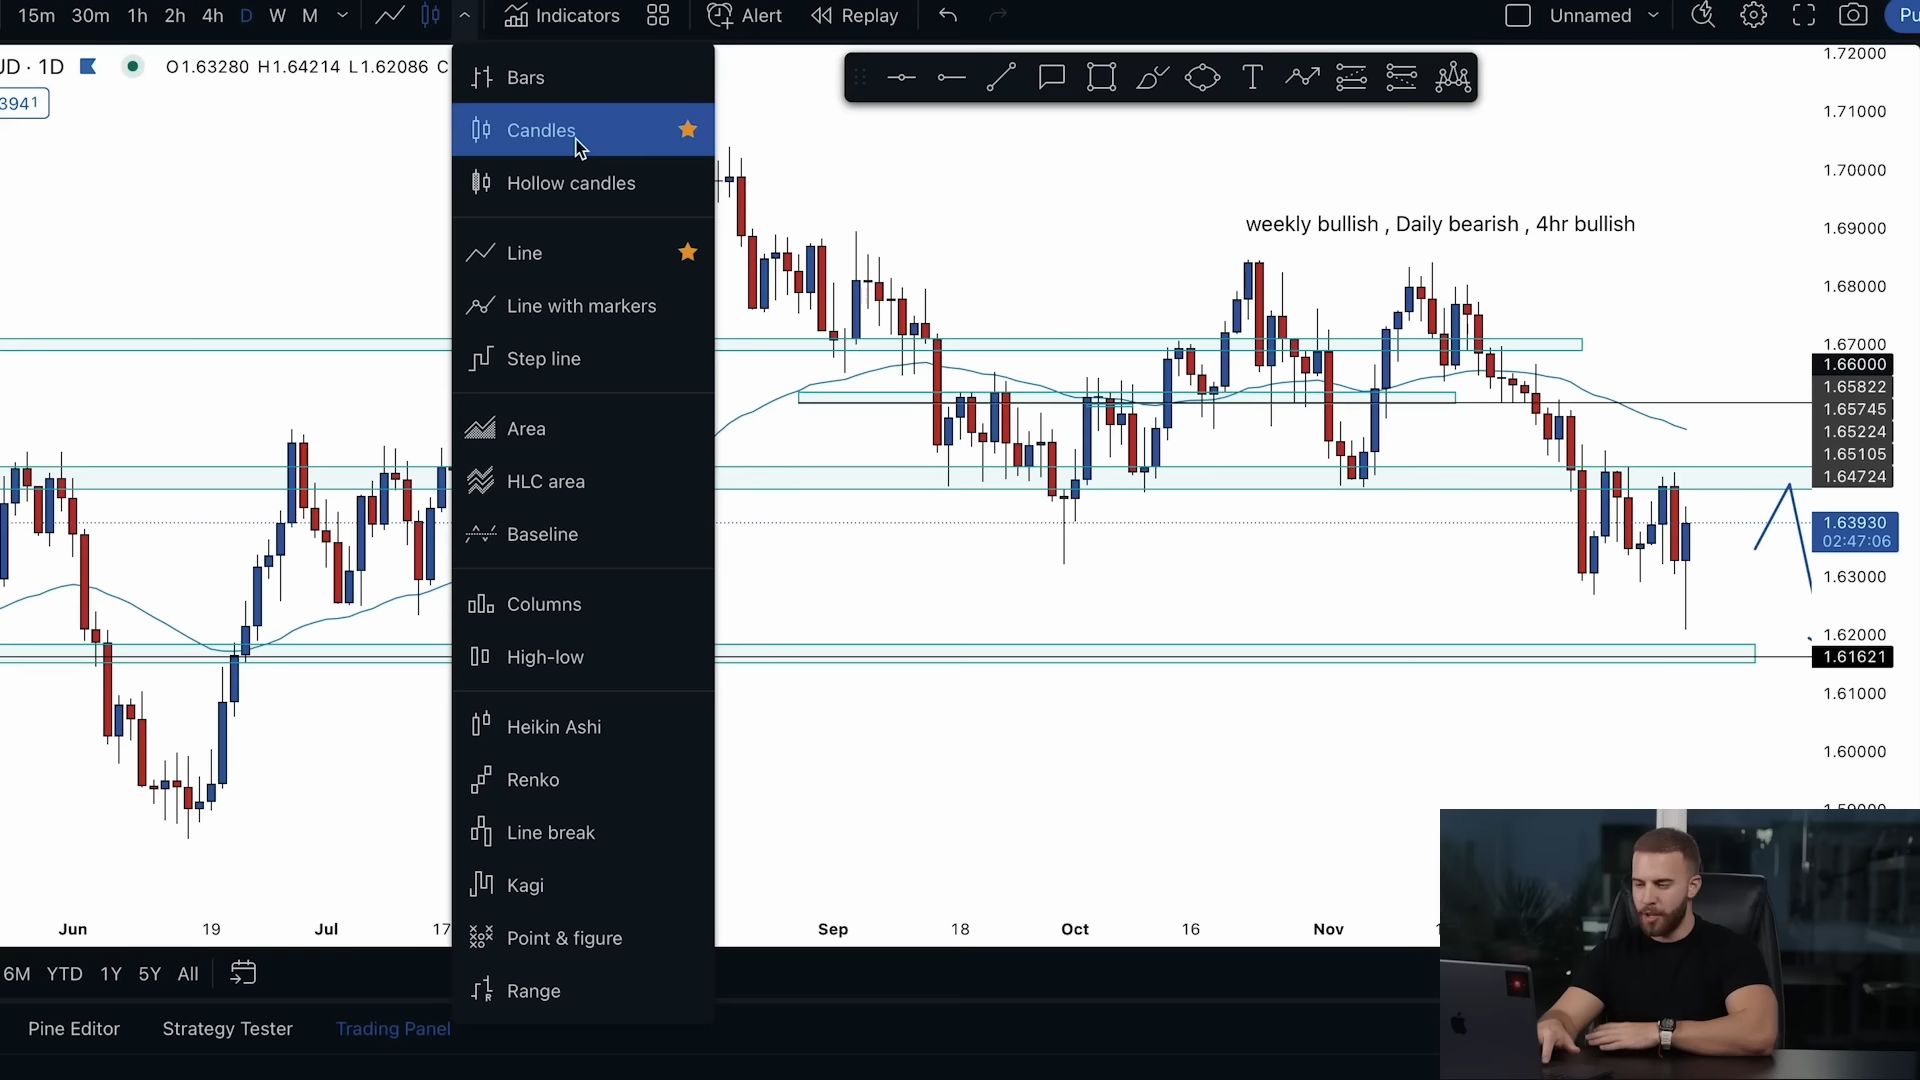 15m 30m 1h 2h 4h D W M Indicators Alert Replay Unnamed Pu
JD · 1D O1.63280 H1.64214 L1.62086 C
3941
Bars
Candles
Hollow candles
Line
Line with markers
Step line
Area
HLC area
Baseline
Columns
High-low
Heikin Ashi
Renko
Line break
Kagi
Point & figure
Range
T
weekly bullish , Daily bearish , 4hr bullish
1.72000
1.71000
1.70000
1.69000
1.68000
1.67000
1.66000
1.65822
1.65745
1.65224
1.65105
1.64724
1.63930
02:47:06
1.63000
1.62000
1.61621
1.61000
1.60000
Jun 19 Jul 17 Sep 18 Oct 16 Nov
6M YTD 1Y 5Y All
Pine Editor Strategy Tester Trading Panel